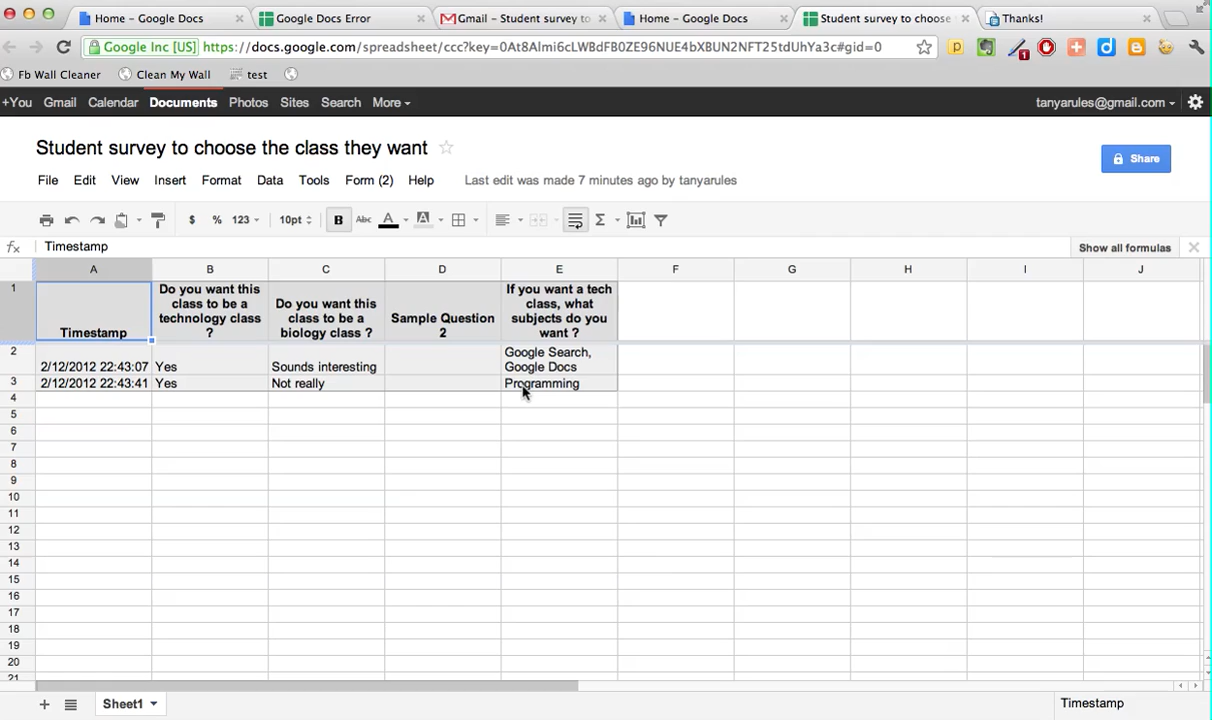 Home – Google Docs
Google Docs Error
Gmail – Student survey to
Home – Google Docs
Student survey to choose
Thanks!
Google Inc [US] https://docs.google.com/spreadsheet/ccc?key=0At8Almi6cLWBdFB0ZE96NUE4bXBUN2NFT25tdUhYa3c#gid=0
Fb Wall Cleaner Clean My Wall test
+You Gmail Calendar Documents Photos Sites Search More tanyarules@gmail.com
Student survey to choose the class they want
Share
File Edit View Insert Format Data Tools Form (2) Help Last edit was made 7 minutes ago by tanyarules
$ % 123 10pt B Abc A A Σ
fx Timestamp Show all formulas
A B C D E F G H I J
1
Timestamp
Do you want this
class to be a
technology class
?
Do you want this
class to be a
biology class ?
Sample Question
2
If you want a tech
class, what
subjects do you
want ?
2 2/12/2012 22:43:07 Yes Sounds interesting
Google Search,
Google Docs
3 2/12/2012 22:43:41 Yes Not really Programming
4
5
6
7
8
9
10
11
12
13
14
15
16
17
18
19
20
21
Sheet1
Timestamp